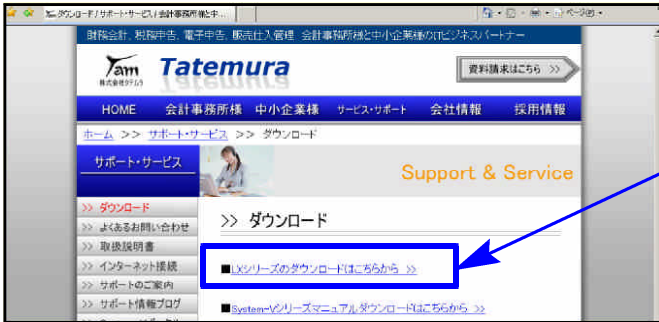 ダウンロード / サポート・サービス / 会計事務所様と中...
ページ(P)
財務会計、税務申告、電子申告、販売仕入管理 会計事務所様と中小企業様のITビジネスパートナー
Tam
株式会社タテムラ
Tatemura
資料請求はこちら >>
HOME 会計事務所様 中小企業様 サービス・サポート 会社情報 採用情報
ホーム >> サポート・サービス >> ダウンロード
サポート・サービス
Support & Service
>> ダウンロード
>> よくあるお問い合わせ
>> 取扱説明書
>> インターネット接続
>> サポートのご案内
>> サポート情報ブログ
>> ダウンロード
■LXシリーズのダウンロードはこちらから >>
■System-Vシリーズマニュアルダウンロードはこちらから >>